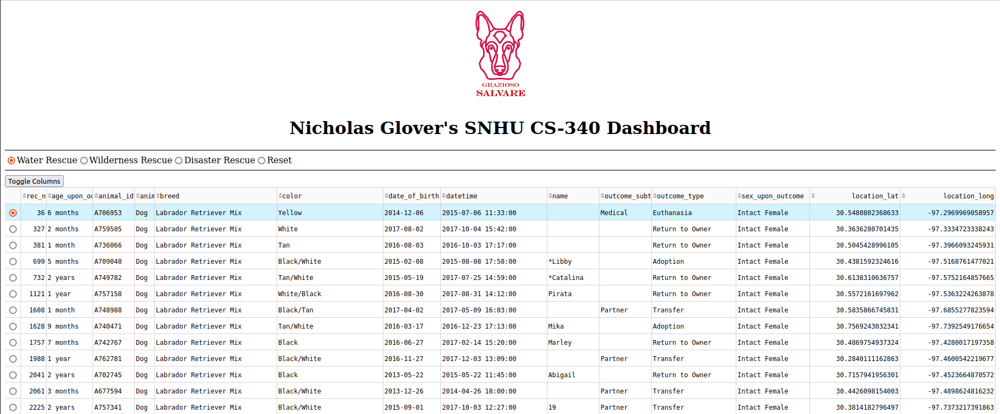 GRAZIOSO
SALVARE
Nicholas Glover's SNHU CS-340 Dashboard
Water Rescue Wilderness Rescue Disaster Rescue Reset
Toggle Columns
rec_n age_upon_ou animal_id anim breed color date_of_birth datetime name outcome_subt outcome_type sex_upon_outcome location_lat location_long
36 6 months A706953 Dog Labrador Retriever Mix Yellow 2014-12-06 2015-07-06 11:33:00 Medical Euthanasia Intact Female 30.5480802368633 -97.2969969058957
327 2 months A759505 Dog Labrador Retriever Mix White 2017-08-02 2017-10-04 15:42:00 Return to Owner Intact Female 30.3636280701435 -97.3334723338243
381 1 month A736066 Dog Labrador Retriever Mix Tan 2016-08-03 2016-10-03 17:17:00 Return to Owner Intact Female 30.5045428996105 -97.3966093245931
699 5 months A709048 Dog Labrador Retriever Mix Black/White 2015-02-08 2015-08-08 17:58:00 *Libby Adoption Intact Female 30.4381592324616 -97.5168761477021
732 2 years A749782 Dog Labrador Retriever Mix Tan/White 2015-05-19 2017-07-25 14:59:00 *Catalina Return to Owner Intact Female 30.6138310636757 -97.5752164857665
1121 1 year A757158 Dog Labrador Retriever Mix White/Black 2016-08-30 2017-08-31 14:12:00 Pirata Return to Owner Intact Female 30.5572161697962 -97.5363224263878
1608 1 month A748988 Dog Labrador Retriever Mix Black/Tan 2017-04-02 2017-05-09 16:03:00 Partner Transfer Intact Female 30.5835866745831 -97.6855277823594
1628 9 months A740471 Dog Labrador Retriever Mix Tan/White 2016-03-17 2016-12-23 17:13:00 Mika Adoption Intact Female 30.7569243032341 -97.7392549176654
1757 7 months A742767 Dog Labrador Retriever Mix Black 2016-06-27 2017-02-14 15:20:00 Marley Return to Owner Intact Female 30.4869754937324 -97.4280017197358
1988 1 year A762781 Dog Labrador Retriever Mix Black/White 2016-11-27 2017-12-03 13:09:00 Partner Transfer Intact Female 30.2840111162863 -97.4600542219677
2041 2 years A702745 Dog Labrador Retriever Mix Black 2013-05-22 2015-05-22 11:45:00 Abigail Return to Owner Intact Female 30.7157941956301 -97.4523664870572
2061 3 months A677594 Dog Labrador Retriever Mix Black/White 2013-12-26 2014-04-26 18:00:00 Partner Transfer Intact Female 30.4426098154003 -97.4898624816232
2225 2 years A757341 Dog Labrador Retriever Mix Black/White 2015-09-01 2017-10-03 12:27:00 19 Partner Transfer Intact Female 30.3814182796497 -97.7373217391863